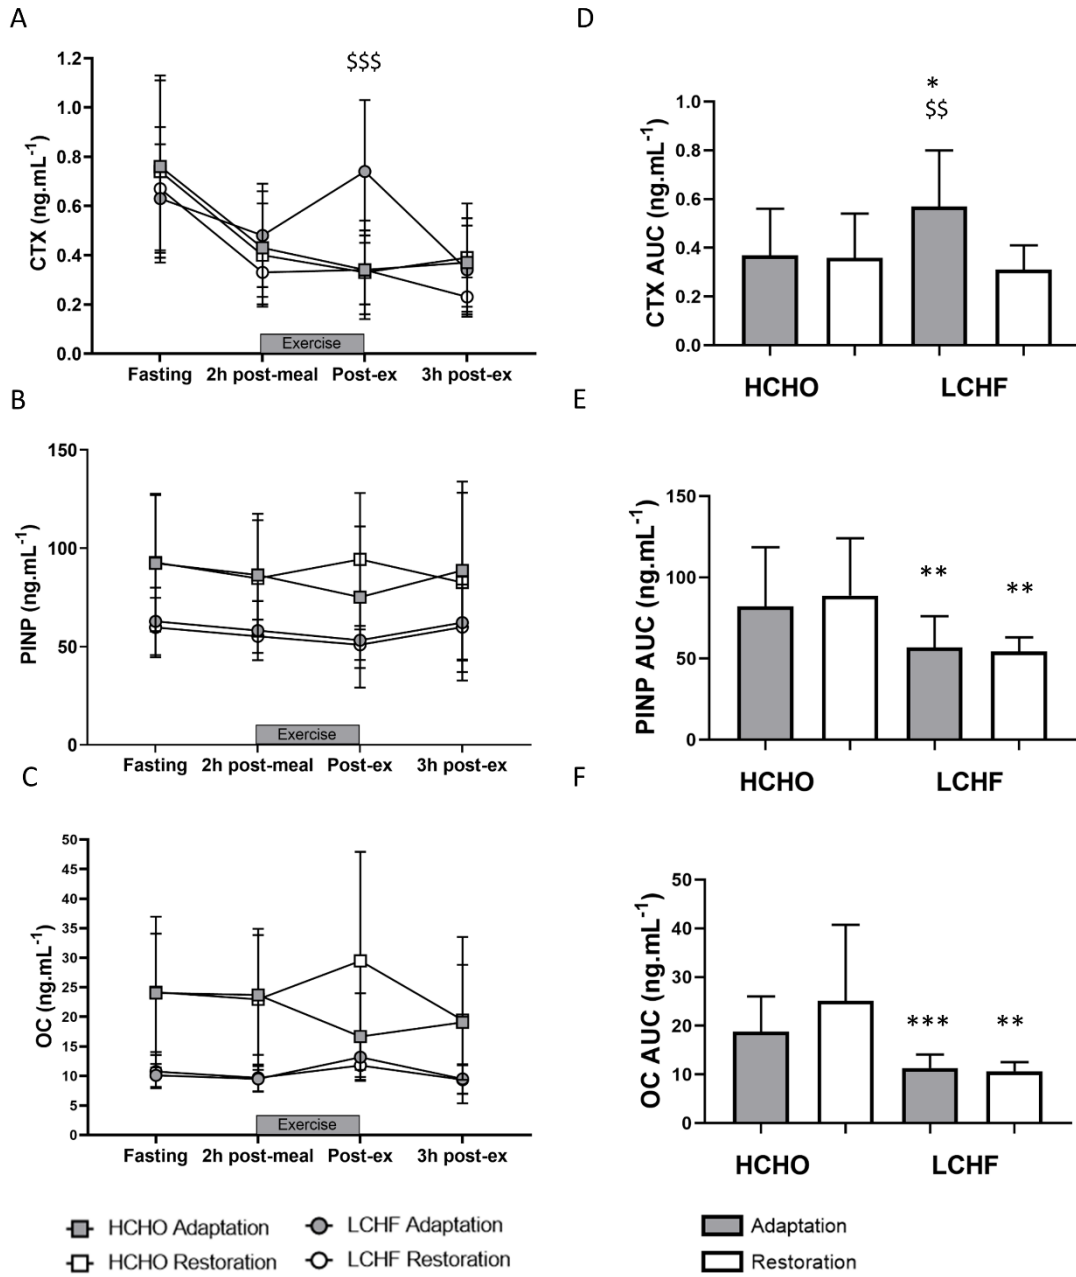 A
CTX (ng.mL⁻¹)
1.2
1.0
0.8
0.6
0.4
0.2
0.0
$$$
Exercise
Fasting 2h post-meal Post-ex 3h post-ex
D
CTX AUC (ng.mL⁻¹)
1.0
0.8
0.6
0.4
0.2
0.0
*
$$
HCHO LCHF
B
PINP (ng.mL⁻¹)
150
100
50
0
Exercise
Fasting 2h post-meal Post-ex 3h post-ex
E
PINP AUC (ng.mL⁻¹)
150
100
50
0
** **
HCHO LCHF
C
OC (ng.mL⁻¹)
50
45
40
35
30
25
20
15
10
5
0
Exercise
Fasting 2h post-meal Post-ex 3h post-ex
F
OC AUC (ng.mL⁻¹)
50
40
30
20
10
0
*** **
HCHO LCHF
HCHO Adaptation LCHF Adaptation
HCHO Restoration LCHF Restoration
Adaptation
Restoration